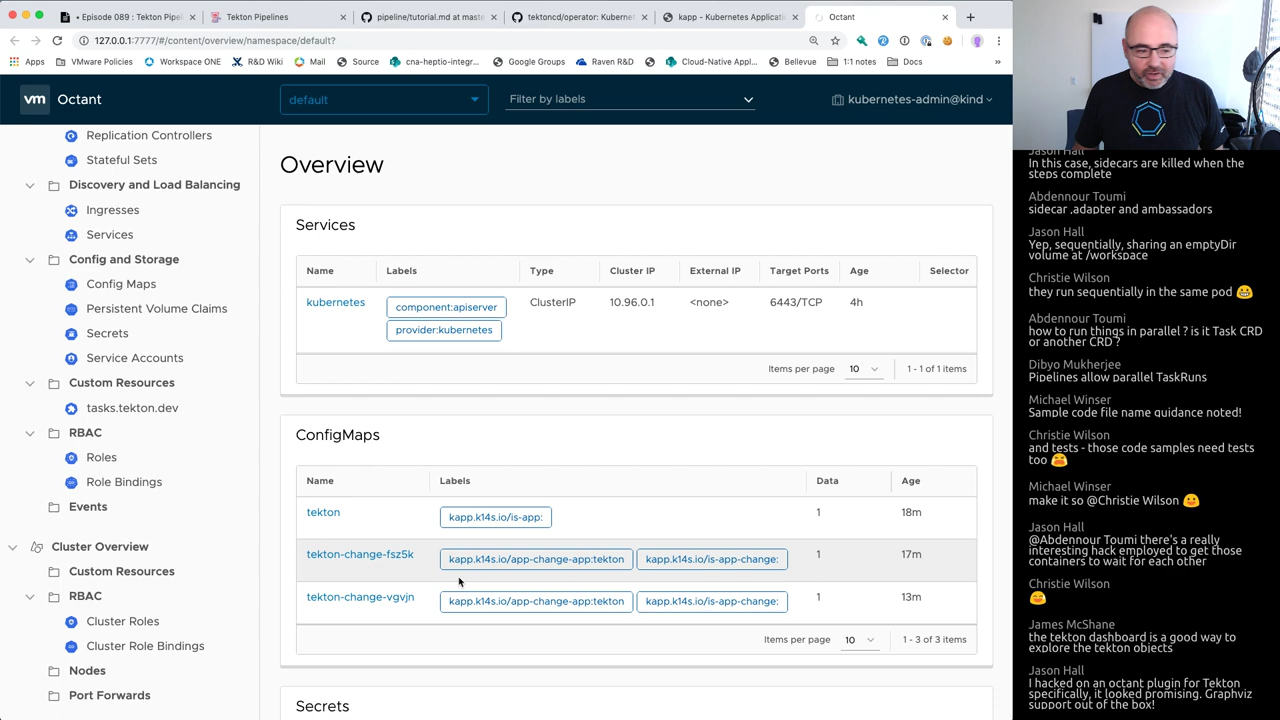 • Episode 089 : Tekton Pipel
Tekton Pipelines
pipeline/tutorial.md at maste
tektoncd/operator: Kubernet
kapp - Kubernetes Applicatio
Octant
127.0.0.1:7777/#/content/overview/namespace/default?
Apps
VMware Policies
Workspace ONE
R&D Wiki
Mail
Source
cna-heptio-integr...
Google Groups
Raven R&D
Cloud-Native Appl...
Bellevue
1:1 notes
Docs
»
vm
Octant
default
Filter by labels
kubernetes-admin@kind
Replication Controllers
Stateful Sets
Discovery and Load Balancing
Ingresses
Services
Config and Storage
Config Maps
Persistent Volume Claims
Secrets
Service Accounts
Custom Resources
tasks.tekton.dev
RBAC
Roles
Role Bindings
Events
Cluster Overview
Custom Resources
RBAC
Cluster Roles
Cluster Role Bindings
Nodes
Port Forwards
Overview
Services
Name Labels Type Cluster IP External IP Target Ports Age Selector
kubernetes component:apiserver ClusterIP 10.96.0.1 <none> 6443/TCP 4h
provider:kubernetes
Items per page 10 1 - 1 of 1 items
ConfigMaps
Name Labels Data Age
tekton kapp.k14s.io/is-app: 1 18m
tekton-change-fsz5k kapp.k14s.io/app-change-app:tekton kapp.k14s.io/is-app-change: 1 17m
tekton-change-vgvjn kapp.k14s.io/app-change-app:tekton kapp.k14s.io/is-app-change: 1 13m
Items per page 10 1 - 3 of 3 items
Secrets
Jason Hall
In this case, sidecars are killed when the
steps complete
Abdennour Toumi
sidecar .adapter and ambassadors
Jason Hall
Yep, sequentially, sharing an emptyDir
volume at /workspace
Christie Wilson
they run sequentially in the same pod 😀
Abdennour Toumi
how to run things in parallel ? is it Task CRD
or another CRD ?
Dibyo Mukherjee
Pipelines allow parallel TaskRuns
Michael Winser
Sample code file name guidance noted!
Christie Wilson
and tests - those code samples need tests
too 😫
Michael Winser
make it so @Christie Wilson 😛
Jason Hall
@Abdennour Toumi there's a really
interesting hack employed to get those
containers to wait for each other
Christie Wilson
😊
James McShane
the tekton dashboard is a good way to
explore the tekton objects
Jason Hall
I hacked on an octant plugin for Tekton
specifically, it looked promising. Graphviz
support out of the box!